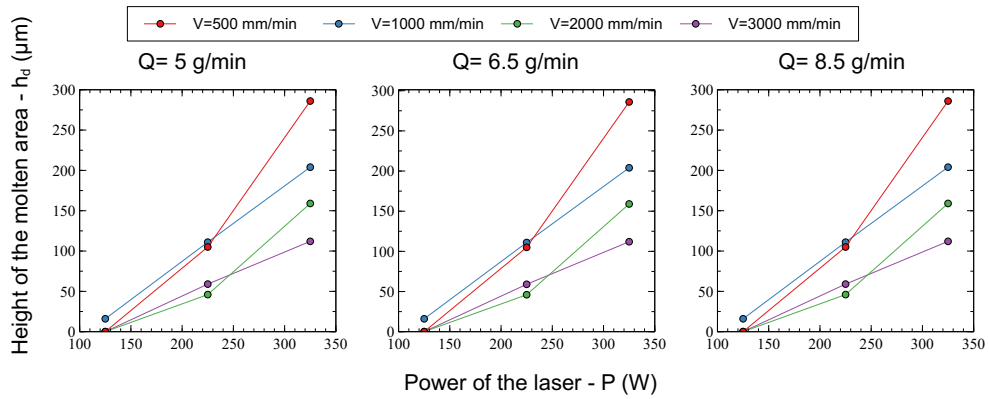 V=500 mm/min V=1000 mm/min V=2000 mm/min V=3000 mm/min
Q= 5 g/min Q= 6.5 g/min Q= 8.5 g/min
Height of the molten area - h_d (µm)
300 300 300
250 250 250
200 200 200
150 150 150
100 100 100
50 50 50
0 0 0
100 150 200 250 300 350 100 150 200 250 300 350 100 150 200 250 300 350
Power of the laser - P (W)